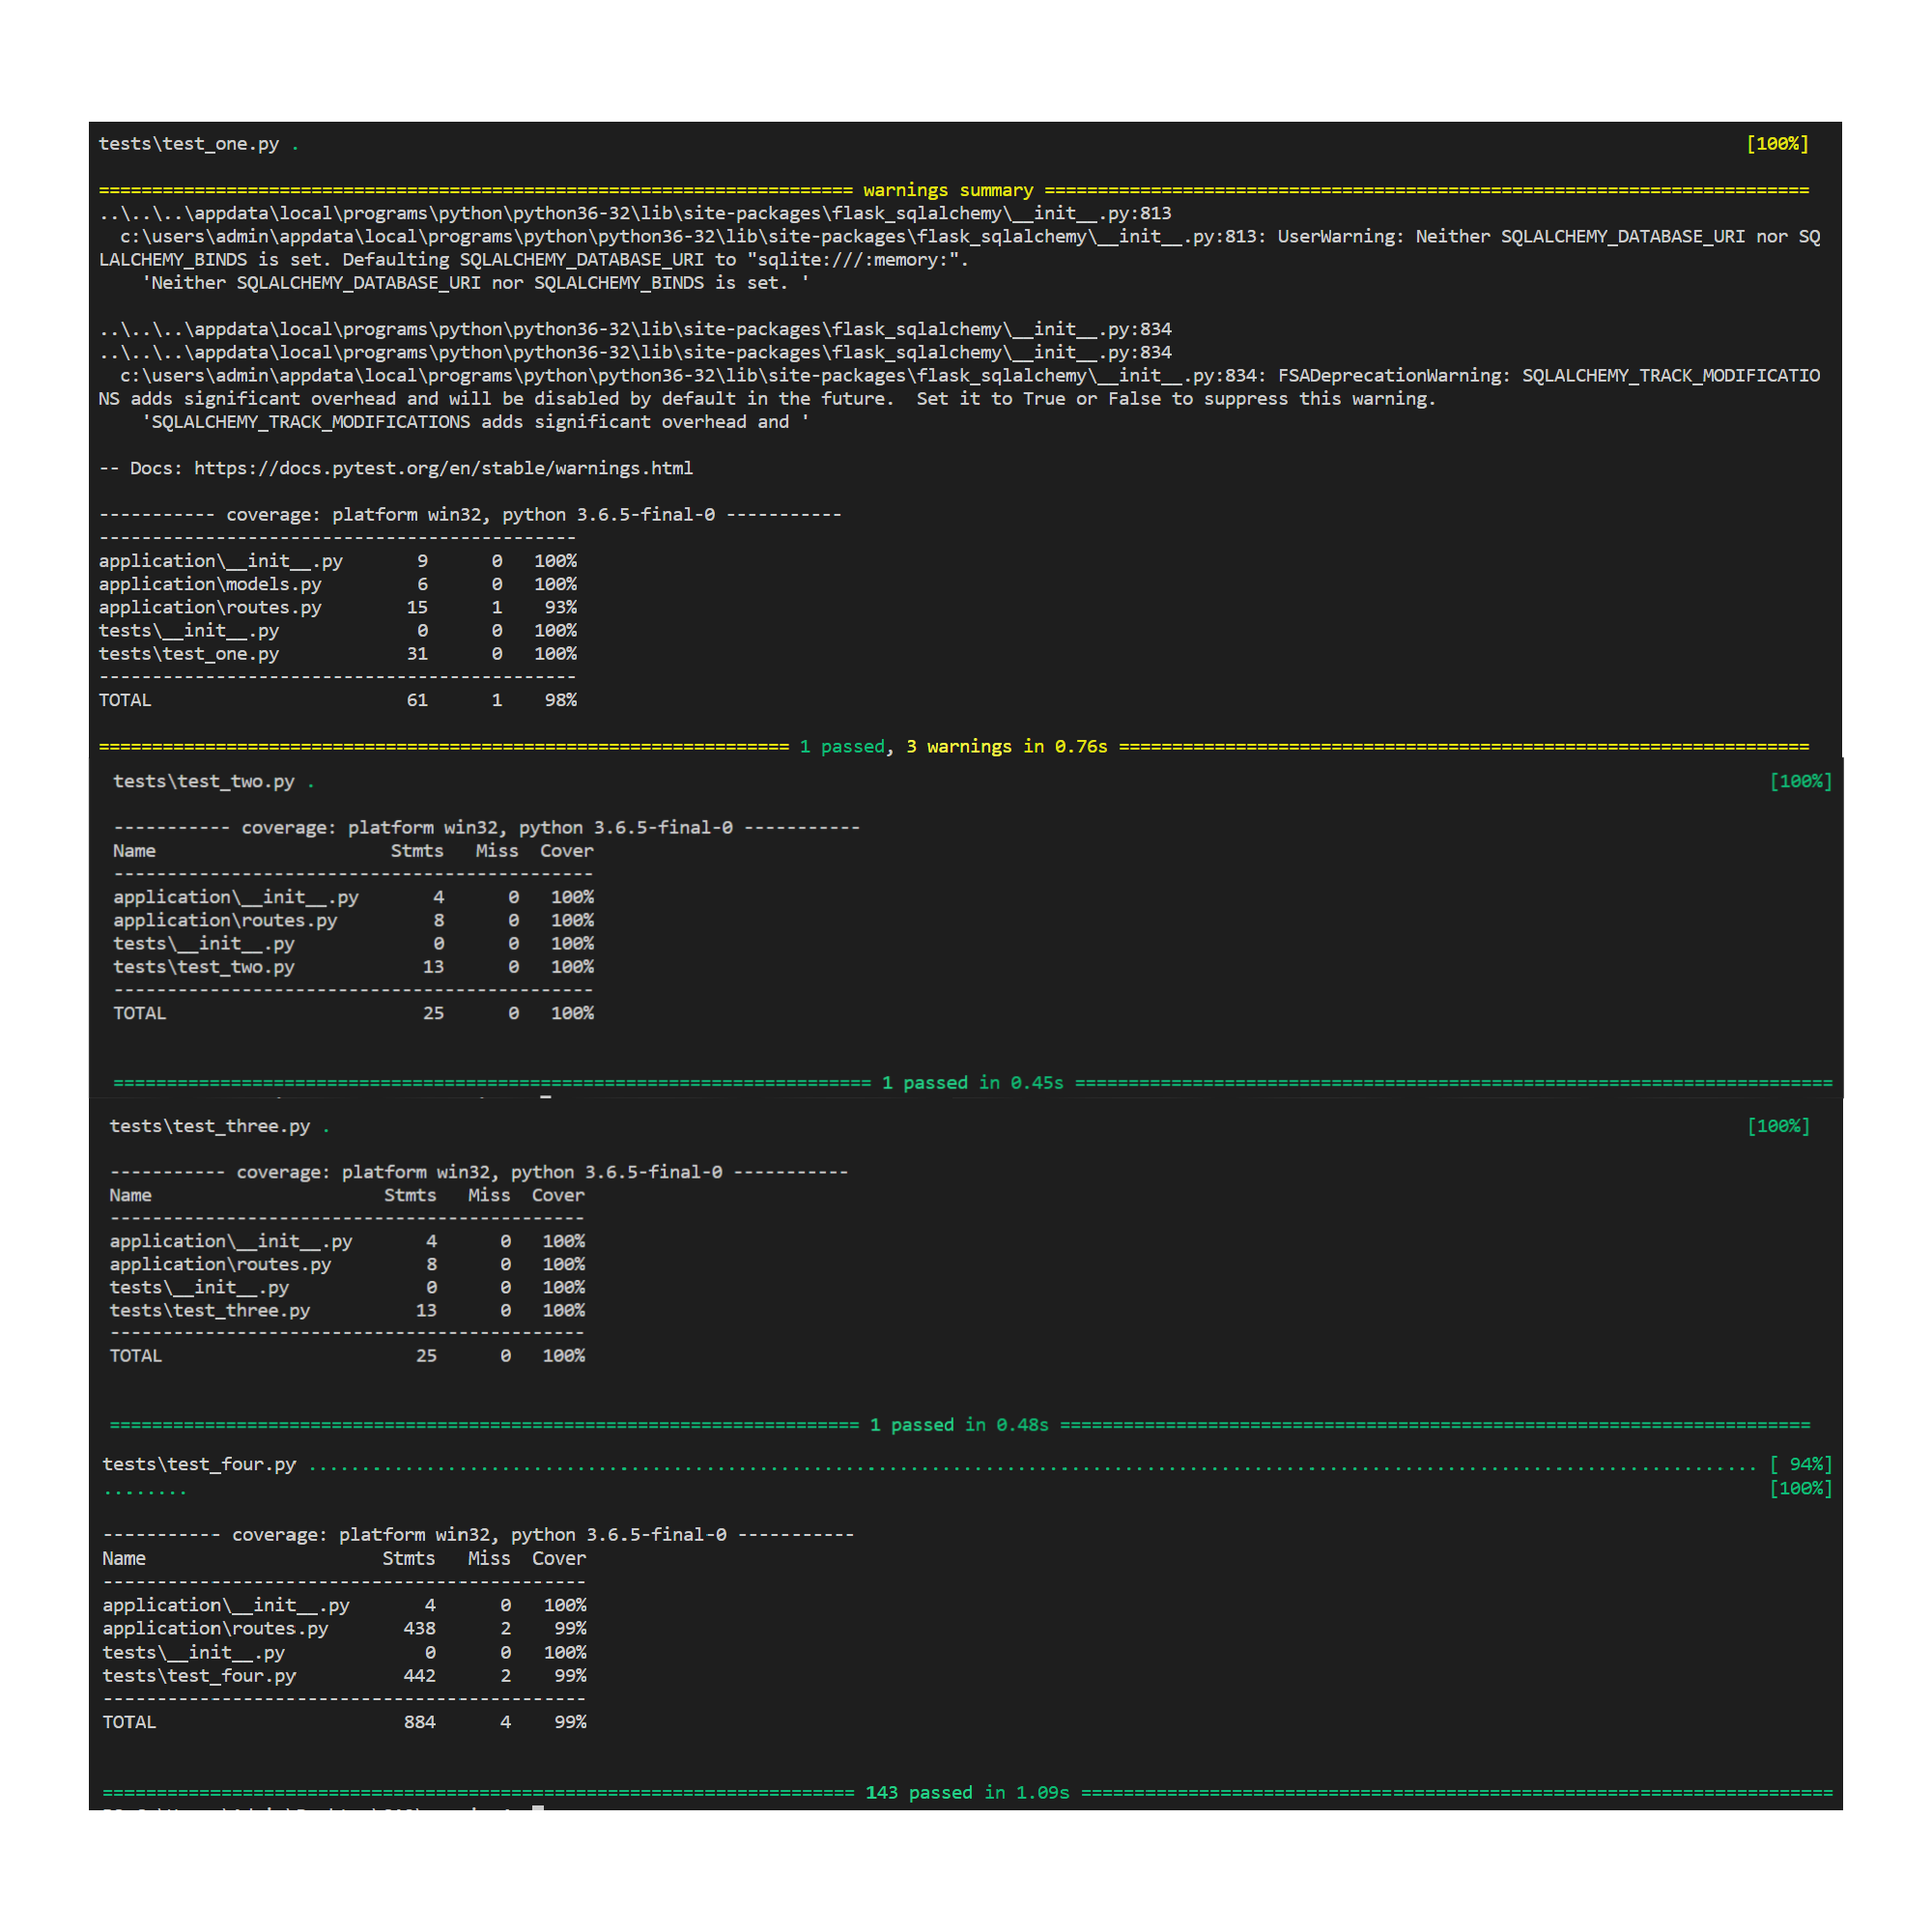 tests\test_one.py . [100%]
======================================================================= warnings summary ========================================================================
..\..\..\appdata\local\programs\python\python36-32\lib\site-packages\flask_sqlalchemy\__init__.py:813
  c:\users\admin\appdata\local\programs\python\python36-32\lib\site-packages\flask_sqlalchemy\__init__.py:813: UserWarning: Neither SQLALCHEMY_DATABASE_URI nor SQ
LALCHEMY_BINDS is set. Defaulting SQLALCHEMY_DATABASE_URI to "sqlite:///:memory:".
    'Neither SQLALCHEMY_DATABASE_URI nor SQLALCHEMY_BINDS is set. '
..\..\..\appdata\local\programs\python\python36-32\lib\site-packages\flask_sqlalchemy\__init__.py:834
..\..\..\appdata\local\programs\python\python36-32\lib\site-packages\flask_sqlalchemy\__init__.py:834
  c:\users\admin\appdata\local\programs\python\python36-32\lib\site-packages\flask_sqlalchemy\__init__.py:834: FSADeprecationWarning: SQLALCHEMY_TRACK_MODIFICATIO
NS adds significant overhead and will be disabled by default in the future.  Set it to True or False to suppress this warning.
    'SQLALCHEMY_TRACK_MODIFICATIONS adds significant overhead and '
-- Docs: https://docs.pytest.org/en/stable/warnings.html
----------- coverage: platform win32, python 3.6.5-final-0 -----------
---------------------------------------------
application\__init__.py       9      0   100%
application\models.py         6      0   100%
application\routes.py        15      1    93%
tests\__init__.py             0      0   100%
tests\test_one.py            31      0   100%
---------------------------------------------
TOTAL                        61      1    98%
================================================================= 1 passed, 3 warnings in 0.76s =================================================================
tests\test_two.py . [100%]
----------- coverage: platform win32, python 3.6.5-final-0 -----------
Name                      Stmts   Miss  Cover
---------------------------------------------
application\__init__.py       4      0   100%
application\routes.py         8      0   100%
tests\__init__.py             0      0   100%
tests\test_two.py            13      0   100%
---------------------------------------------
TOTAL                        25      0   100%
======================================================================= 1 passed in 0.45s =======================================================================
tests\test_three.py . [100%]
----------- coverage: platform win32, python 3.6.5-final-0 -----------
Name                      Stmts   Miss  Cover
---------------------------------------------
application\__init__.py       4      0   100%
application\routes.py         8      0   100%
tests\__init__.py             0      0   100%
tests\test_three.py          13      0   100%
---------------------------------------------
TOTAL                        25      0   100%
======================================================================= 1 passed in 0.48s =======================================================================
tests\test_four.py ....................................................................................................................................... [ 94%]
........ [100%]
----------- coverage: platform win32, python 3.6.5-final-0 -----------
Name                      Stmts   Miss  Cover
---------------------------------------------
application\__init__.py       4      0   100%
application\routes.py       438      2    99%
tests\__init__.py             0      0   100%
tests\test_four.py          442      2    99%
---------------------------------------------
TOTAL                       884      4    99%
====================================================================== 143 passed in 1.09s ======================================================================